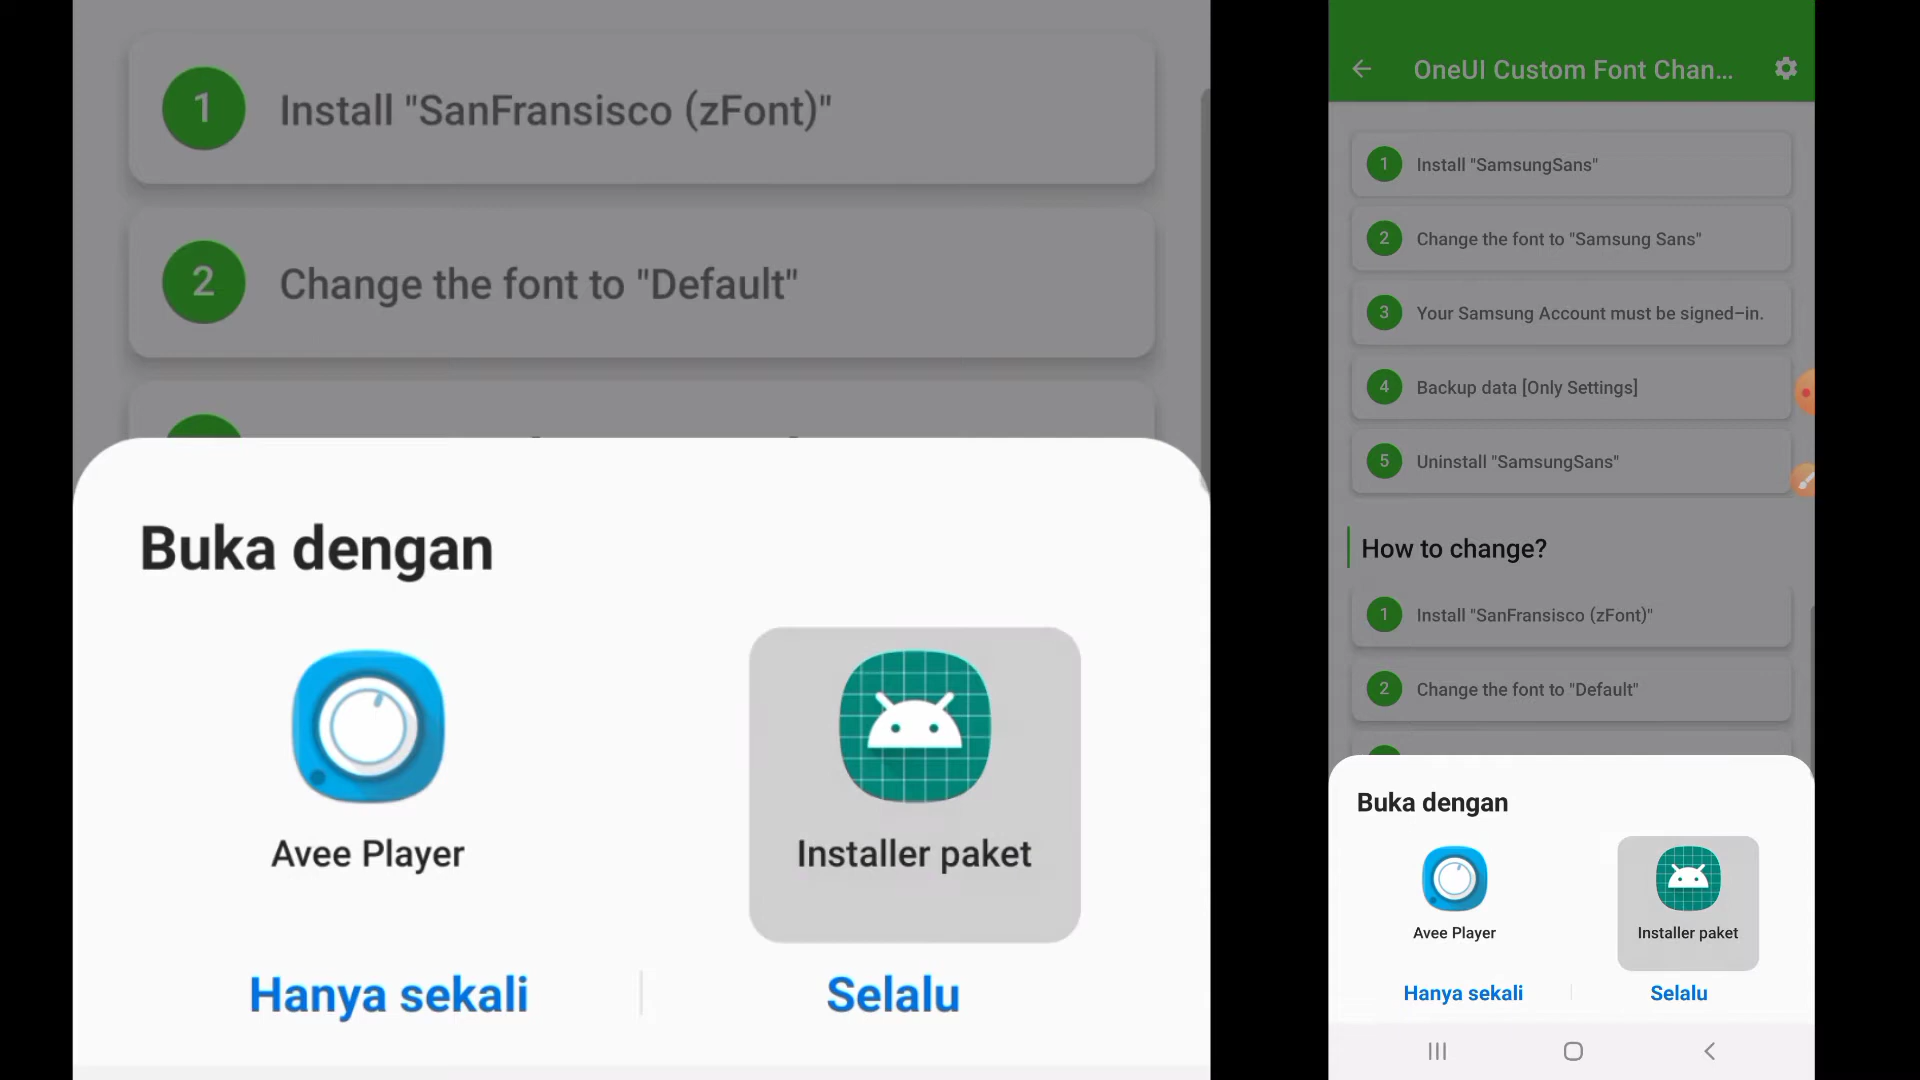 1 Install "SanFransisco (zFont)"
2 Change the font to "Default"
Buka dengan
Avee Player
Installer paket
Hanya sekali
Selalu
OneUI Custom Font Chan...
1 Install "SamsungSans"
2 Change the font to "Samsung Sans"
3 Your Samsung Account must be signed-in.
4 Backup data [Only Settings]
5 Uninstall "SamsungSans"
How to change?
1 Install "SanFransisco (zFont)"
2 Change the font to "Default"
Buka dengan
Avee Player
Installer paket
Hanya sekali
Selalu